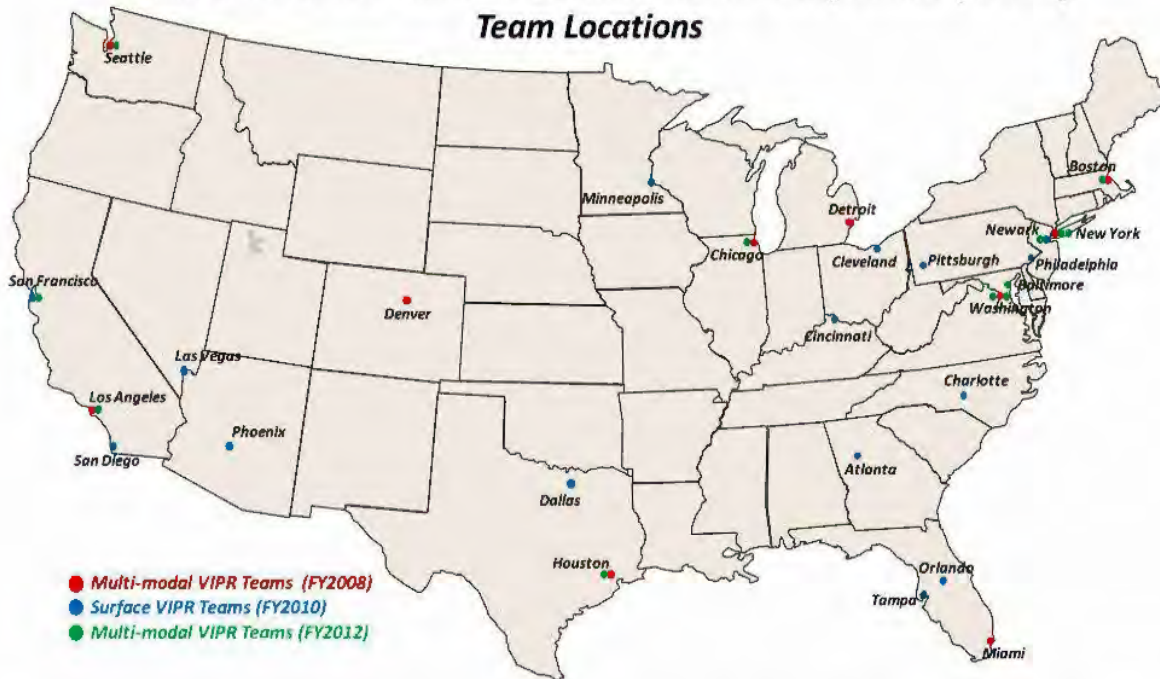 Team Locations
Seattle
Minneapolis
Boston
Detroit
Chicago
Newark
New York
Cleveland
Pittsburgh
Philadelphia
Baltimore
Washington
San Francisco
Denver
Cincinnati
Las Vegas
Los Angeles
Charlotte
Phoenix
San Diego
Atlanta
Dallas
Houston
Orlando
Tampa
Miami
Multi-modal VIPR Teams (FY2008)
Surface VIPR Teams (FY2010)
Multi-modal VIPR Teams (FY2012)